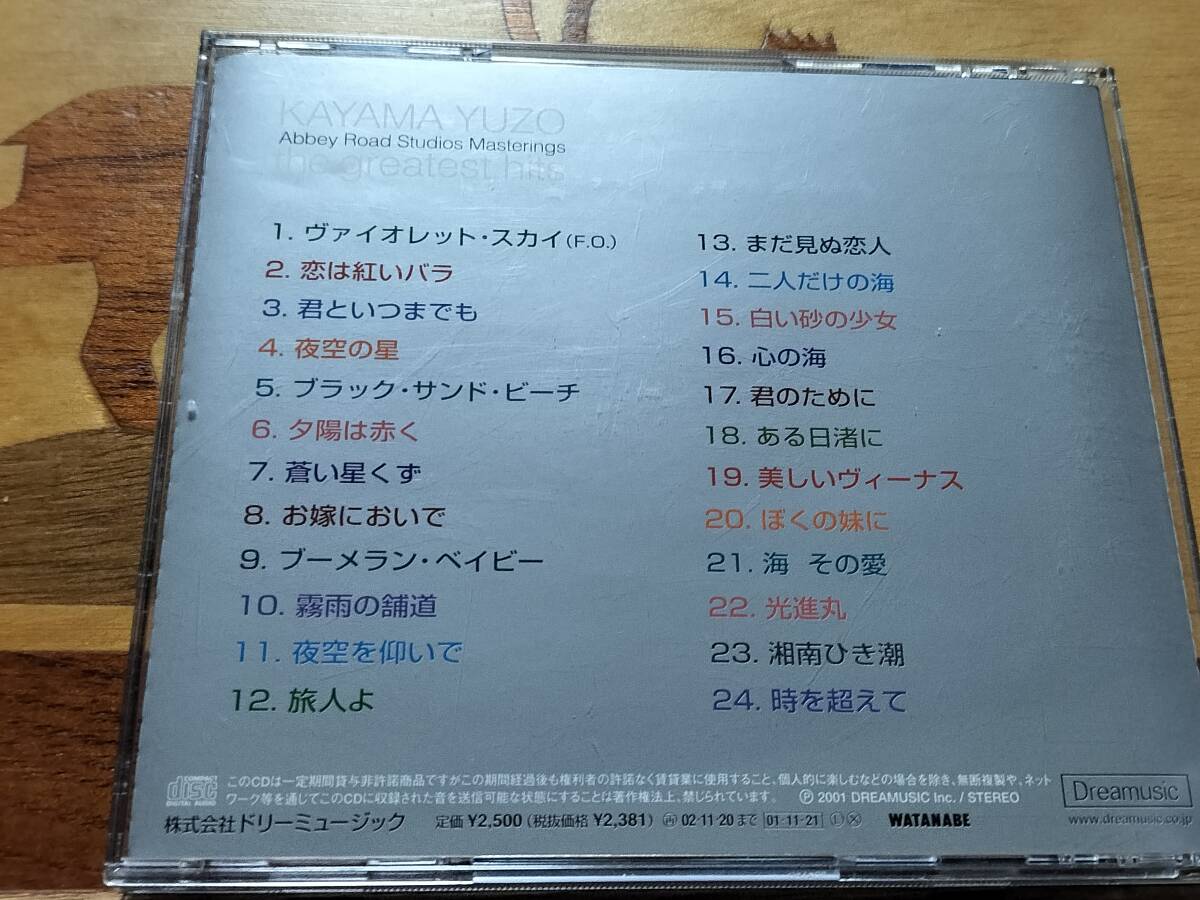 KAYAMA YUZO
Abbey Road Studios Masterings
the greatest hits
1. ヴァイオレット・スカイ(F.O.)
2. 恋は紅いバラ
3. 君といつまでも
4. 夜空の星
5. ブラック・サンド・ビーチ
6. 夕陽は赤く
7. 蒼い星くず
8. お嫁においで
9. ブーメラン・ベイビー
10. 霧雨の舗道
11. 夜空を仰いで
12. 旅人よ
13. まだ見ぬ恋人
14. 二人だけの海
15. 白い砂の少女
16. 心の海
17. 君のために
18. ある日渚に
19. 美しいヴィーナス
20. ぼくの妹に
21. 海 その愛
22. 光進丸
23. 湘南ひき潮
24. 時を超えて
COMPACT disc DIGITAL AUDIO
このCDは一定期間貸与非許諾商品ですがこの期間経過後も権利者の許諾なく賃貸業に使用すること、個人的に楽しむなどの場合を除き、無断複製や、ネット
ワーク等を通じてこのCDに収録された音を送信可能な状態にすることは著作権法上、禁じられています。 Ⓟ 2001 DREAMUSIC Inc. / STEREO
Dreamusic
株式会社ドリーミュージック 定価 ¥2,500 (税抜価格 ¥2,381) 02・11・20 まで 01・11・21 Ⓛ Ⓧ WATANABE
www.dreamusic.co.jp